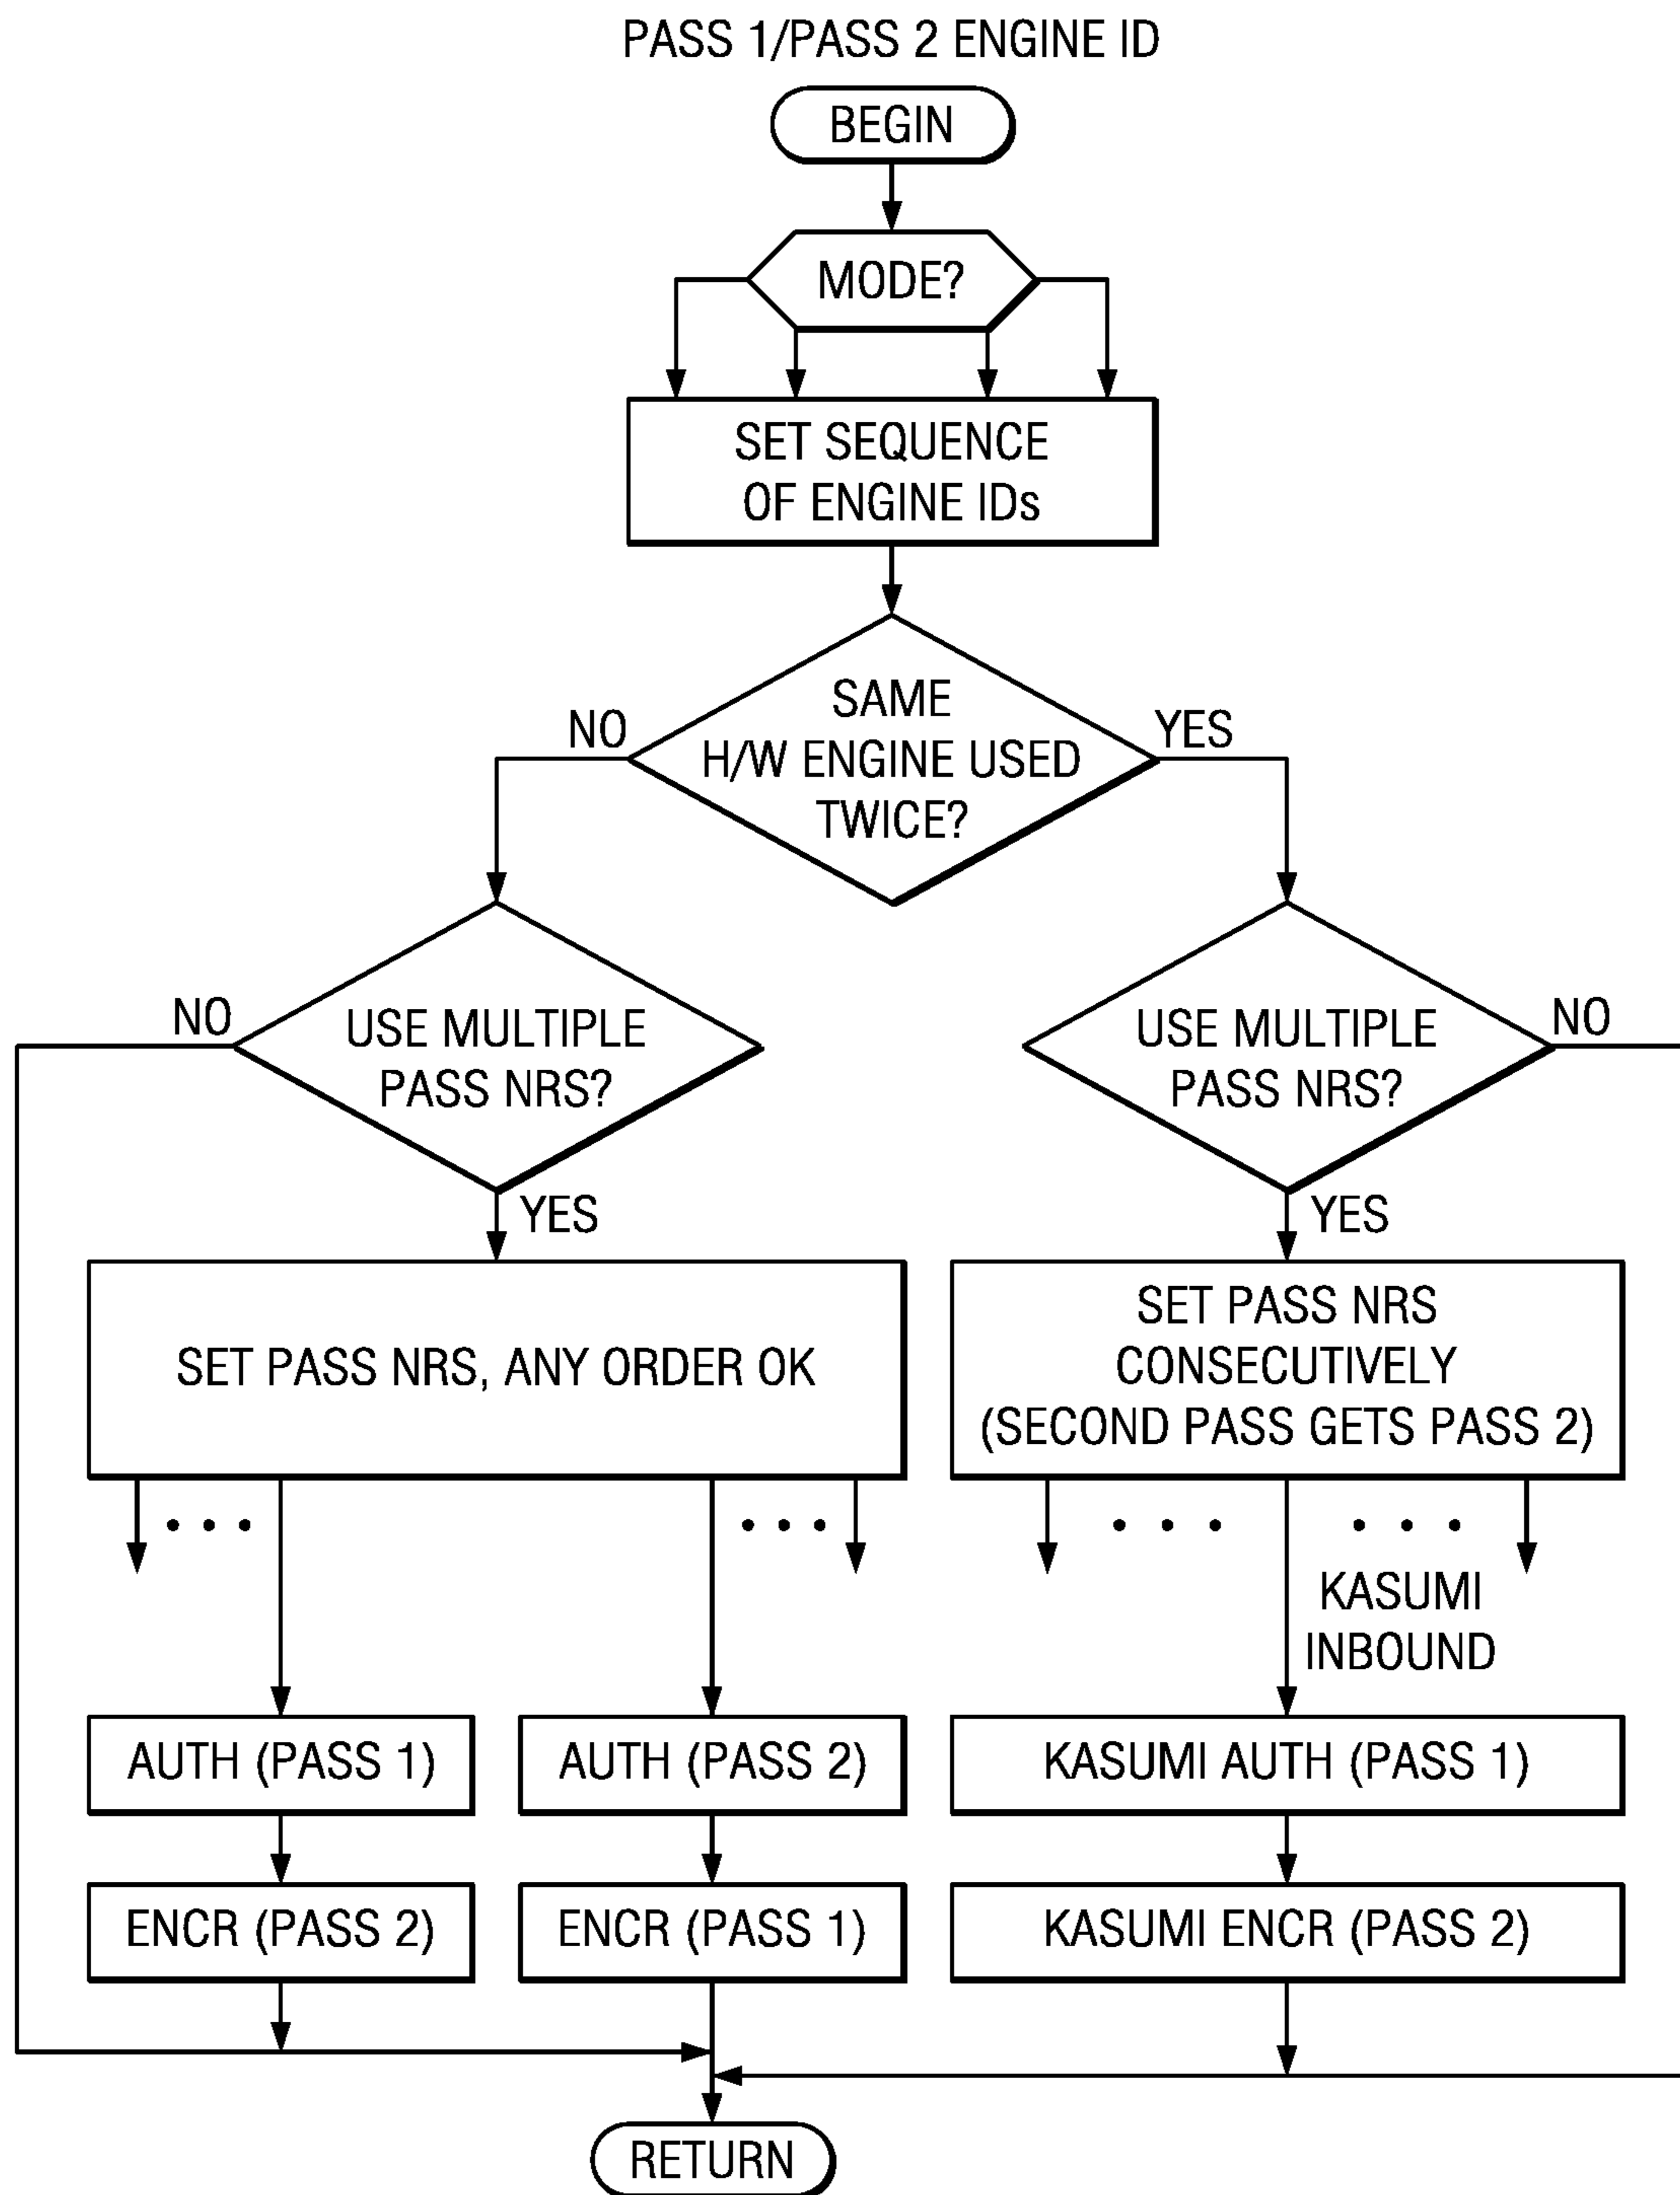 PASS 1/PASS 2 ENGINE ID
BEGIN
MODE?
SET SEQUENCE
OF ENGINE IDs
SAME
H/W ENGINE USED
TWICE?
NO
YES
USE MULTIPLE
PASS NRS?
NO
YES
USE MULTIPLE
PASS NRS?
NO
YES
SET PASS NRS, ANY ORDER OK
SET PASS NRS
CONSECUTIVELY
(SECOND PASS GETS PASS 2)
KASUMI
INBOUND
AUTH (PASS 1)
AUTH (PASS 2)
KASUMI AUTH (PASS 1)
ENCR (PASS 2)
ENCR (PASS 1)
KASUMI ENCR (PASS 2)
RETURN